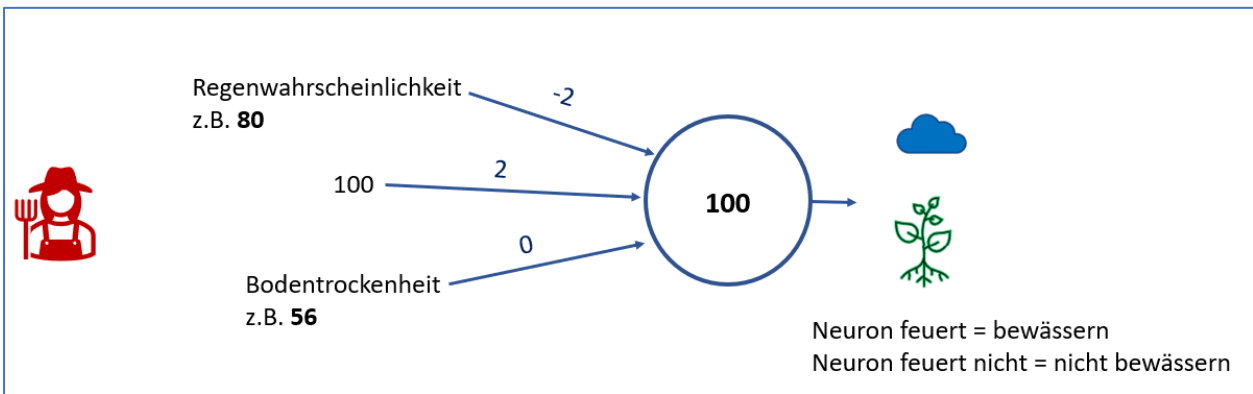 Regenwahrscheinlichkeit
z.B. 80
-2
100
2
100
0
Bodentrockenheit
z.B. 56
Neuron feuert = bewässern
Neuron feuert nicht = nicht bewässern